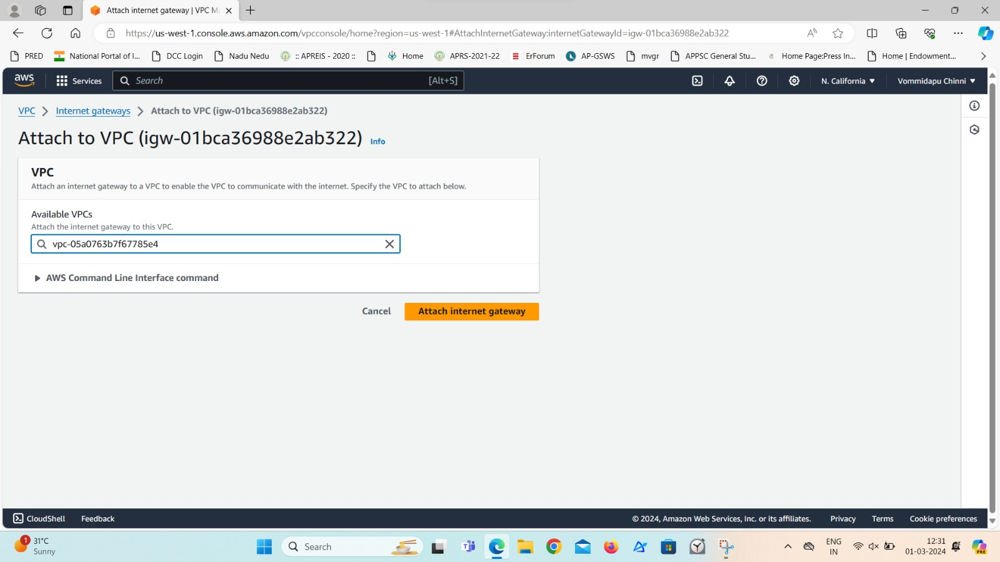 Attach internet gateway | VPC M
https://us-west-1.console.aws.amazon.com/vpcconsole/home?region=us-west-1#AttachInternetGateway:internetGatewayId=igw-01bca36988e2ab322
PRED National Portal of I... DCC Login Nadu Nedu :: APREIS - 2020 :: Home APRS-2021-22 ErForum AP-GSWS mvgr APPSC General Stu... Home Page:Press In... Home | Endowment...
aws Services Search [Alt+S] N. California Vommidapu Chinni
VPC Internet gateways Attach to VPC (igw-01bca36988e2ab322)
Attach to VPC (igw-01bca36988e2ab322) Info
VPC
Attach an internet gateway to a VPC to enable the VPC to communicate with the internet. Specify the VPC to attach below.
Available VPCs
Attach the internet gateway to this VPC.
vpc-05a0763b7f67785e4
AWS Command Line Interface command
Cancel Attach internet gateway
CloudShell Feedback © 2024, Amazon Web Services, Inc. or its affiliates. Privacy Terms Cookie preferences
1 31°C Search ENG 12:31
Sunny IN 01-03-2024 PRE